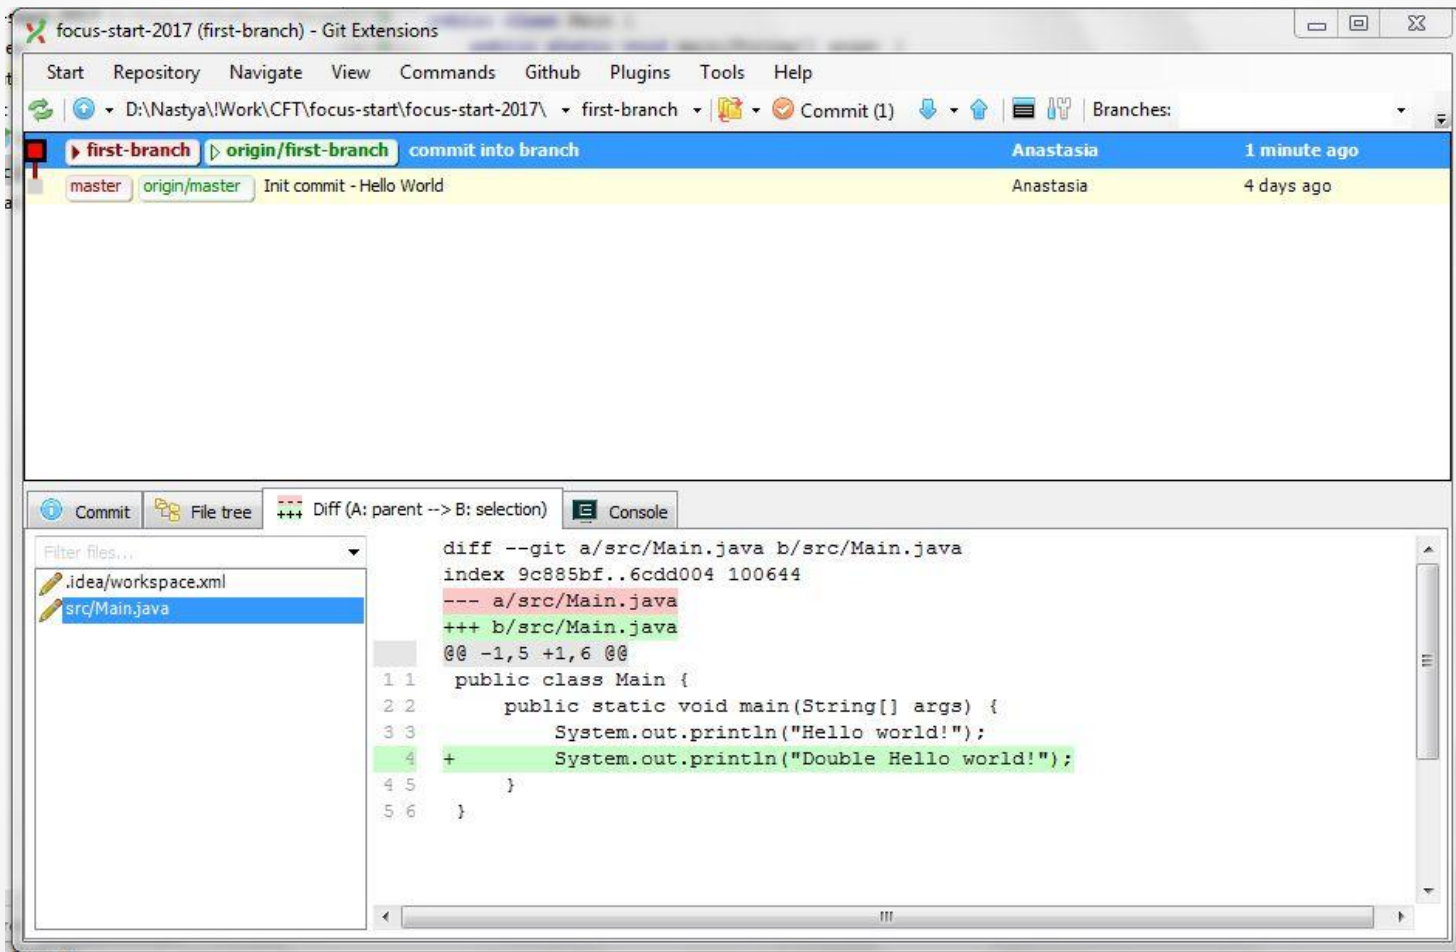 focus-start-2017 (first-branch) - Git Extensions
Start Repository Navigate View Commands Github Plugins Tools Help
D:\Nastya\!Work\CFT\focus-start\focus-start-2017\ first-branch Commit (1) Branches:
first-branch origin/first-branch commit into branch Anastasia 1 minute ago
master origin/master Init commit - Hello World Anastasia 4 days ago
Commit File tree Diff (A: parent --> B: selection) Console
Filter files...
.idea/workspace.xml
src/Main.java
diff --git a/src/Main.java b/src/Main.java
index 9c885bf..6cdd004 100644
--- a/src/Main.java
+++ b/src/Main.java
@@ -1,5 +1,6 @@
1 1 public class Main {
2 2 public static void main(String[] args) {
3 3 System.out.println("Hello world!");
4 + System.out.println("Double Hello world!");
4 5 }
5 6 }